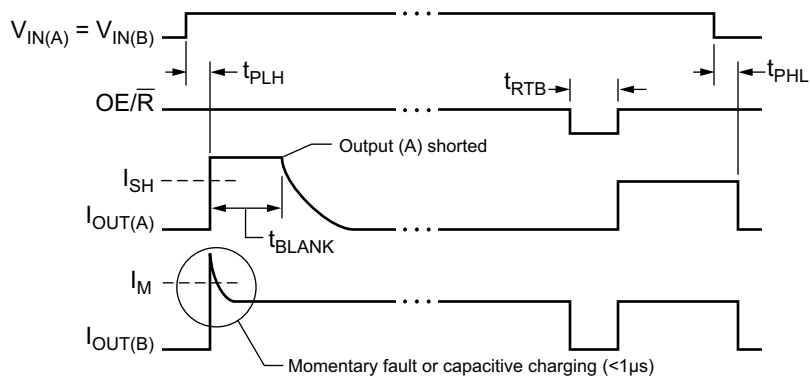 V_IN(A) = V_IN(B)
t_PLH
t_RTB
t_PHL
OE/R̅
Output (A) shorted
I_SH
I_OUT(A)
t_BLANK
I_M
I_OUT(B)
Momentary fault or capacitive charging (<1µs)